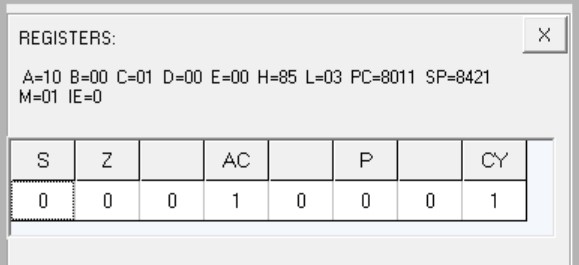 REGISTERS:
X
A=10 B=00 C=01 D=00 E=00 H=85 L=03 PC=8011 SP=8421
M=01 IE=0
S Z AC P CY
0 0 0 1 0 0 0 1